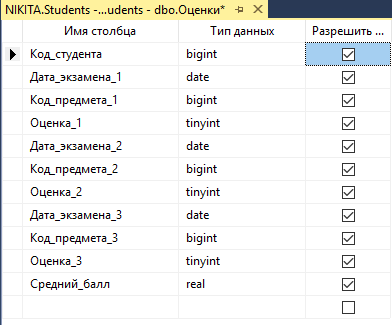 NIKITA.Students -...udents - dbo.Оценки*
Имя столбца Тип данных Разрешить ...
Код_студента bigint
Дата_экзамена_1 date
Код_предмета_1 bigint
Оценка_1 tinyint
Дата_экзамена_2 date
Код_предмета_2 bigint
Оценка_2 tinyint
Дата_экзамена_3 date
Код_предмета_3 bigint
Оценка_3 tinyint
Средний_балл real